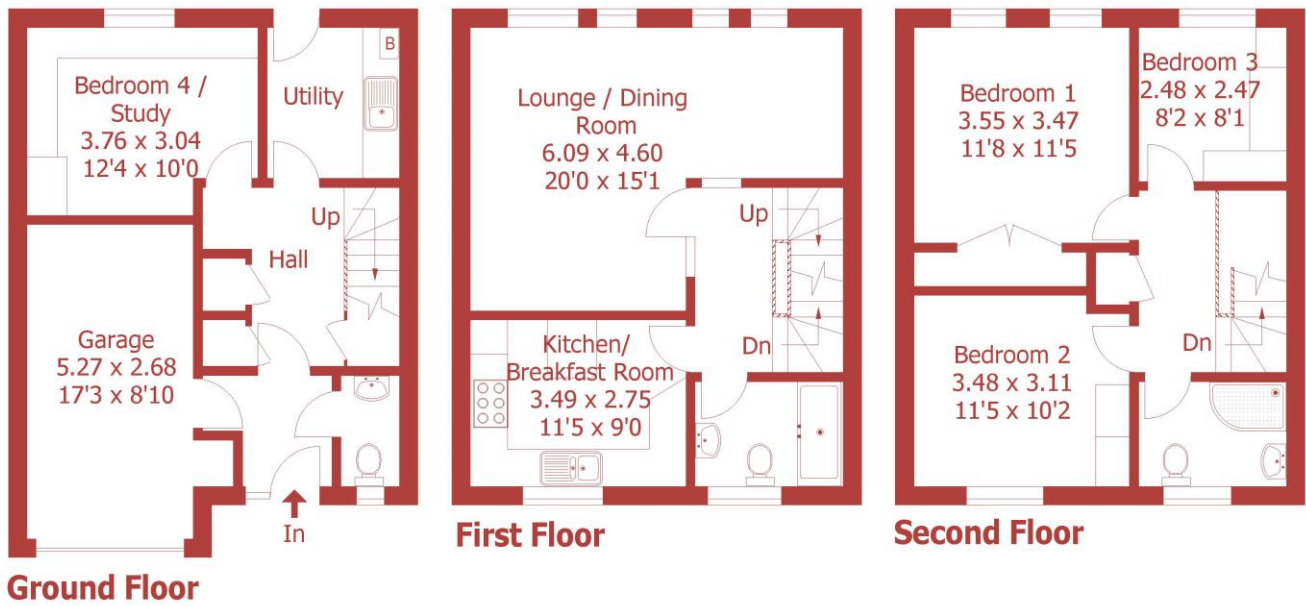 Bedroom 4 /
Study
3.76 x 3.04
12'4 x 10'0
Utility
B
Up
Hall
Garage
5.27 x 2.68
17'3 x 8'10
In
Ground Floor
Lounge / Dining
Room
6.09 x 4.60
20'0 x 15'1
Up
Dn
Kitchen/
Breakfast Room
3.49 x 2.75
11'5 x 9'0
First Floor
Bedroom 1
3.55 x 3.47
11'8 x 11'5
Bedroom 3
2.48 x 2.47
8'2 x 8'1
Bedroom 2
3.48 x 3.11
11'5 x 10'2
Dn
Second Floor